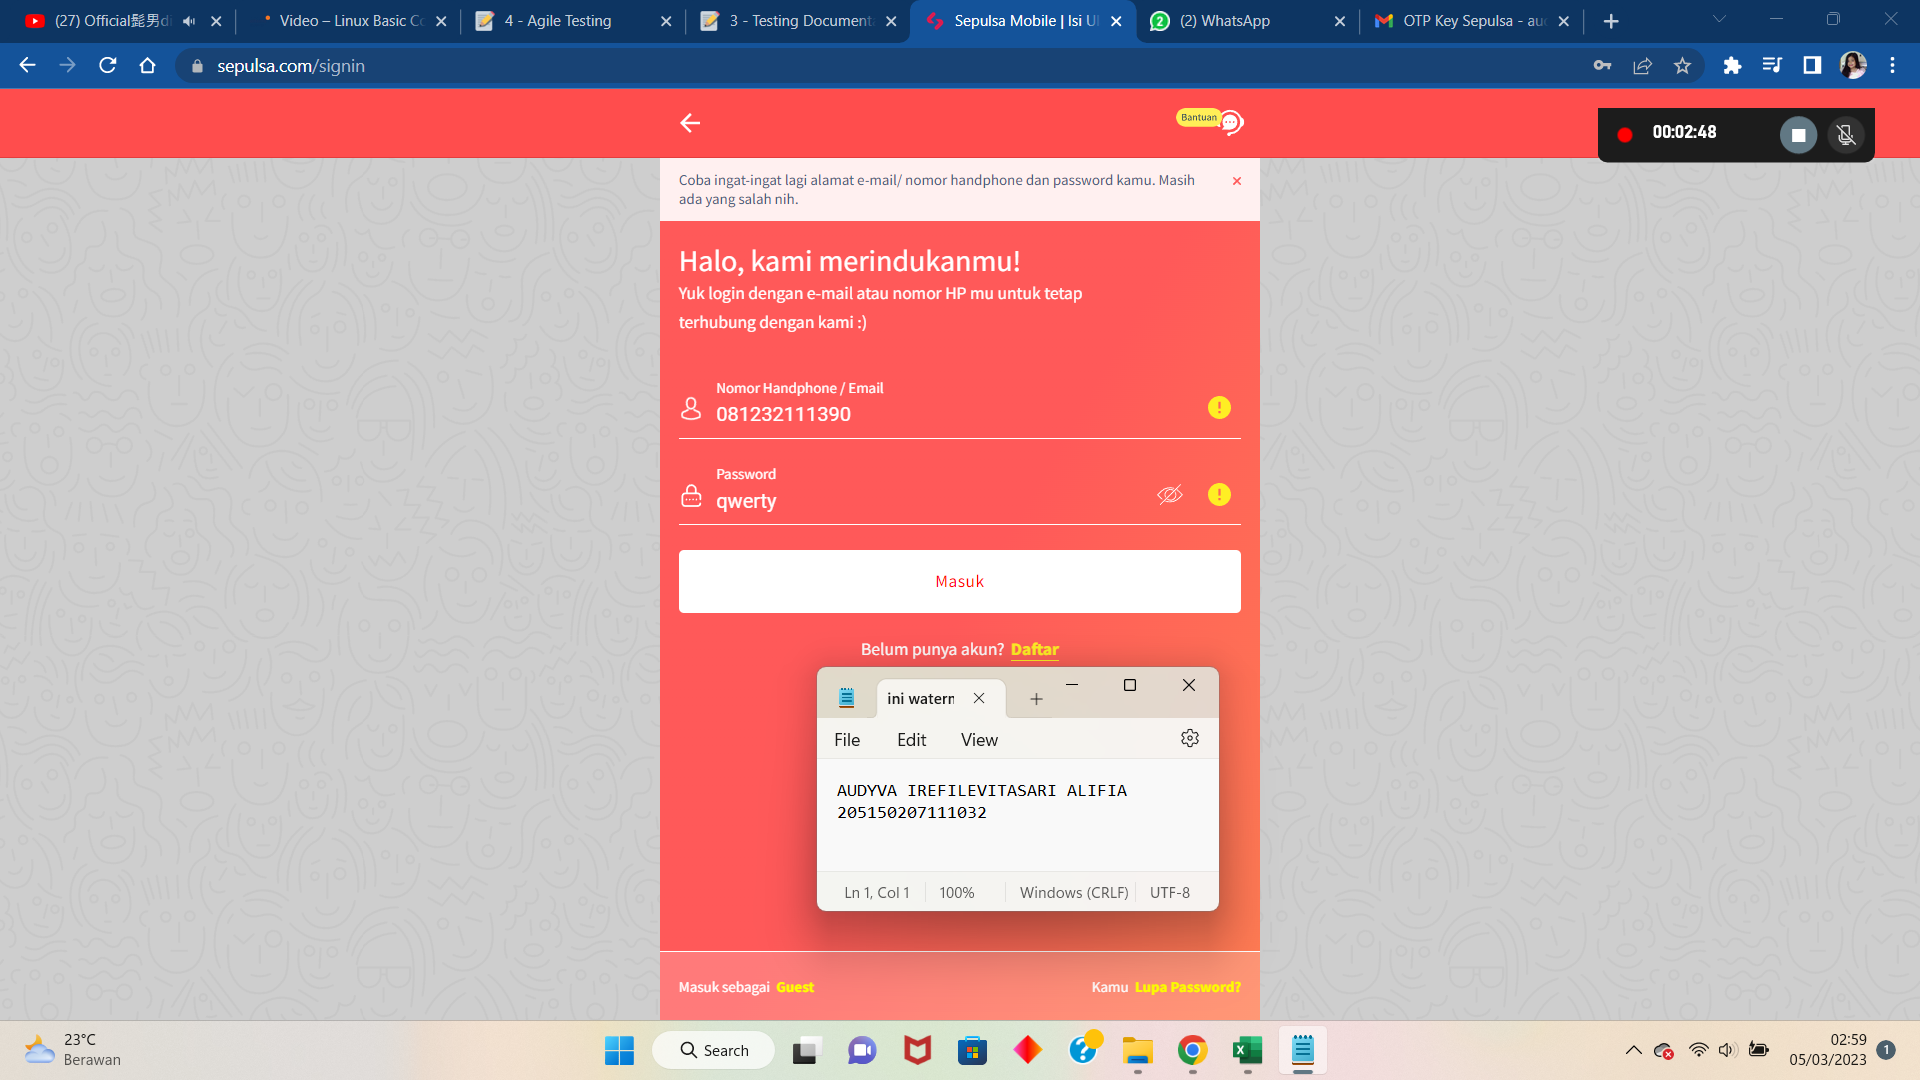 (27) Official髭男di
Video – Linux Basic Co
4 - Agile Testing
3 - Testing Documenta
Sepulsa Mobile | Isi Ul
(2) WhatsApp
OTP Key Sepulsa - aud
sepulsa.com/signin
Bantuan
00:02:48
Coba ingat-ingat lagi alamat e-mail/ nomor handphone dan password kamu. Masih
ada yang salah nih.
Halo, kami merindukanmu!
Yuk login dengan e-mail atau nomor HP mu untuk tetap
terhubung dengan kami :)
Nomor Handphone / Email
081232111390
Password
qwerty
Masuk
Belum punya akun? Daftar
ini watern
File Edit View
AUDYVA IREFILEVITASARI ALIFIA
205150207111032
Ln 1, Col 1 100% Windows (CRLF) UTF-8
Masuk sebagai Guest
Kamu Lupa Password?
23°C
Berawan
Search
02:59
05/03/2023
1